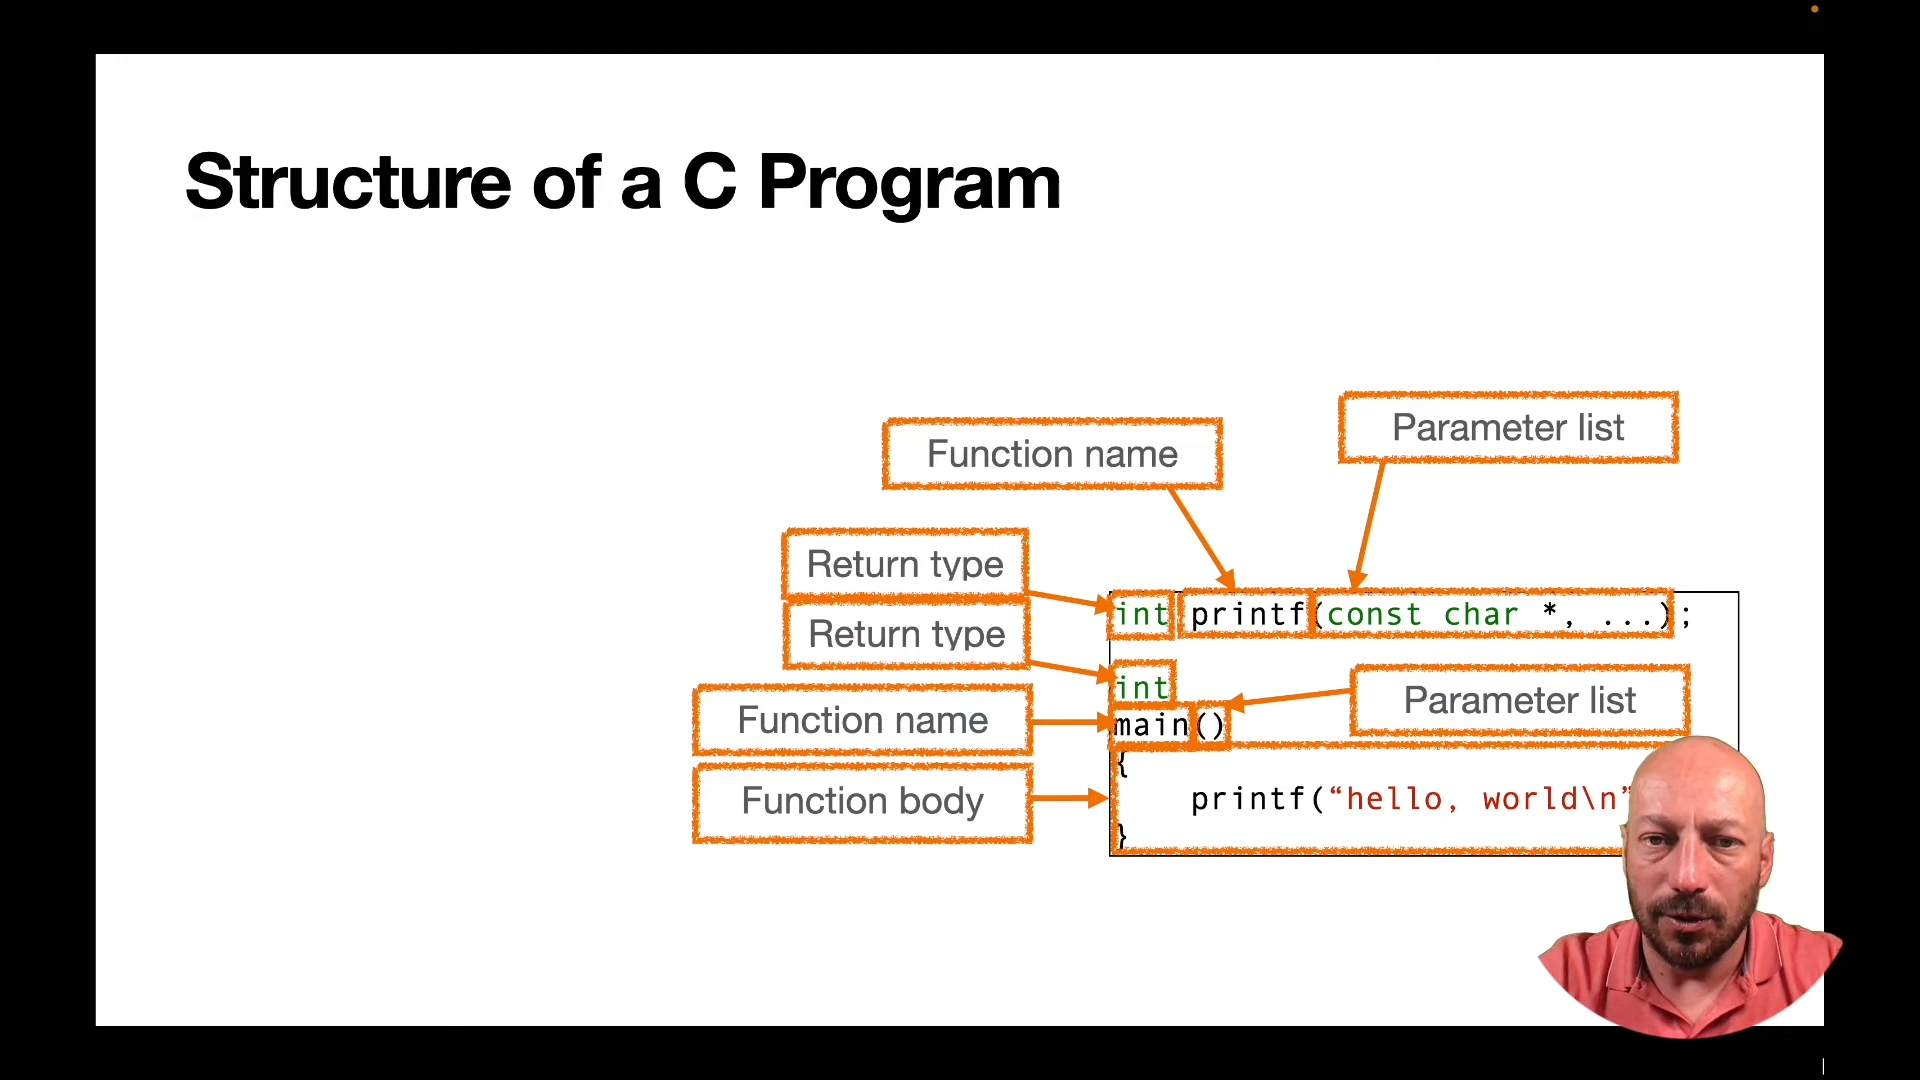 Structure of a C Program
Function name
Parameter list
Return type
Return type
Function name
Function body
Parameter list
int printf(const char *, ...);
int
main()
{
printf(“hello, world\n”
}